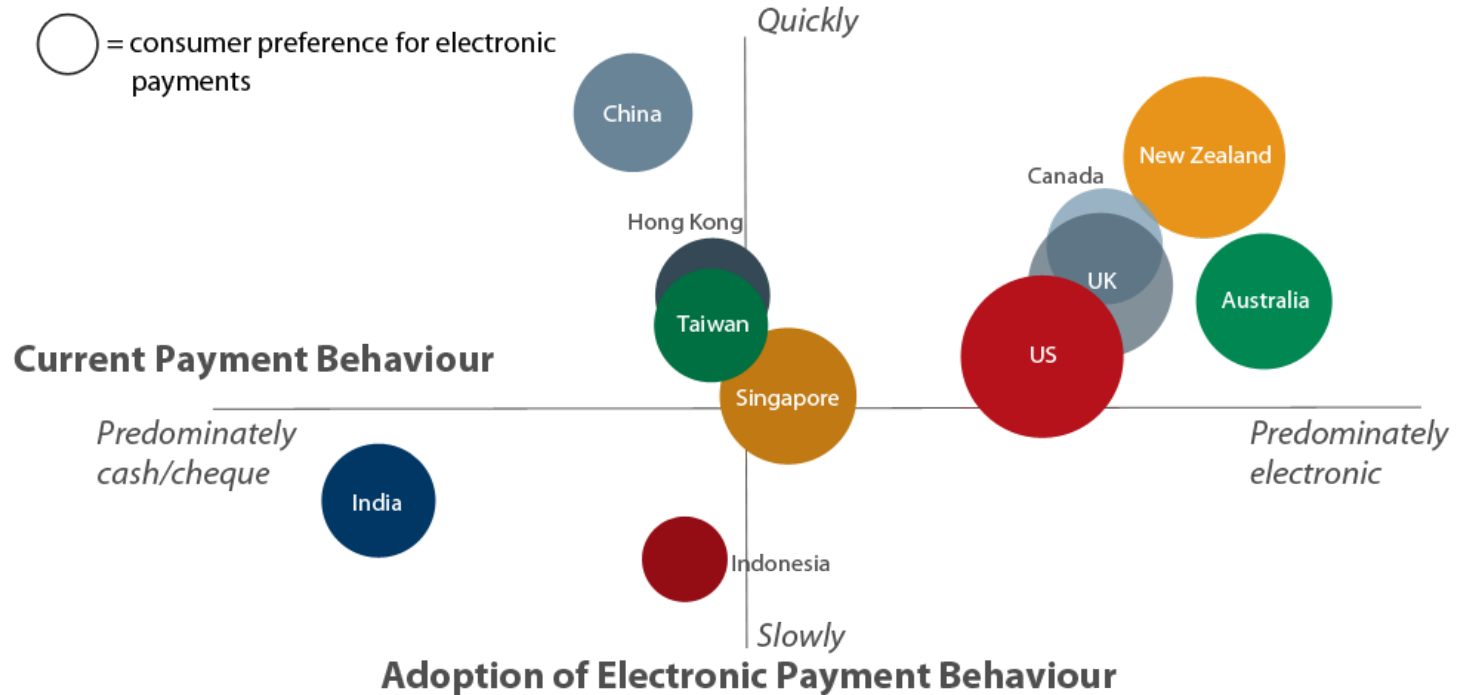 Quickly
= consumer preference for electronic
payments
China
New Zealand
Canada
Hong Kong
UK
Australia
Taiwan
US
Current Payment Behaviour
Singapore
Predominately
cash/cheque
Predominately
electronic
India
Indonesia
Slowly
Adoption of Electronic Payment Behaviour